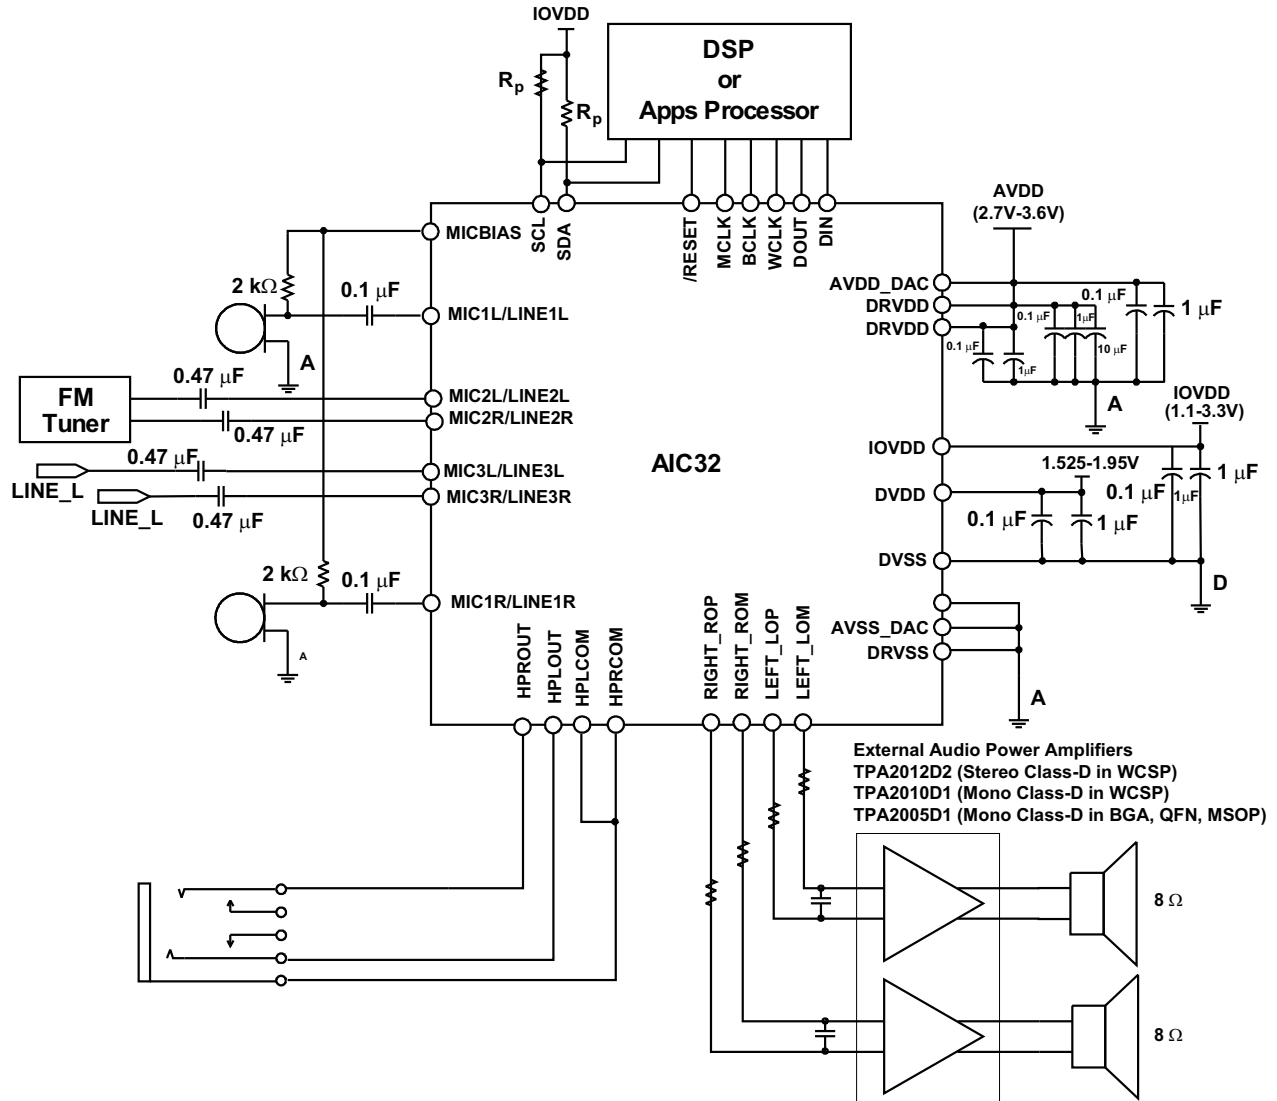 IOVDD
DSP
or
Apps Processor
Rp
Rp
AVDD
(2.7V-3.6V)
SCL
SDA
/RESET
MCLK
BCLK
WCLK
DOUT
DIN
MICBIAS
2 kΩ
0.1 μF
MIC1L/LINE1L
A
AVDD_DAC
DRVDD
DRVDD
0.1 μF
1 μF
0.1 μF
1μF
10 μF
0.1 μF
1μF
A
FM
Tuner
0.47 μF
MIC2L/LINE2L
MIC2R/LINE2R
0.47 μF
IOVDD
(1.1-3.3V)
0.47 μF
LINE_L
MIC3L/LINE3L
MIC3R/LINE3R
LINE_L
0.47 μF
AIC32
IOVDD
1.525-1.95V
DVDD
0.1 μF
1μF
1 μF
0.1 μF
1 μF
DVSS
D
2 kΩ
0.1 μF
MIC1R/LINE1R
A
AVSS_DAC
DRVSS
A
HPROUT
HPLOUT
HPLCOM
HPRCOM
RIGHT_ROP
RIGHT_ROM
LEFT_LOP
LEFT_LOM
External Audio Power Amplifiers
TPA2012D2 (Stereo Class-D in WCSP)
TPA2010D1 (Mono Class-D in WCSP)
TPA2005D1 (Mono Class-D in BGA, QFN, MSOP)
8 Ω
8 Ω